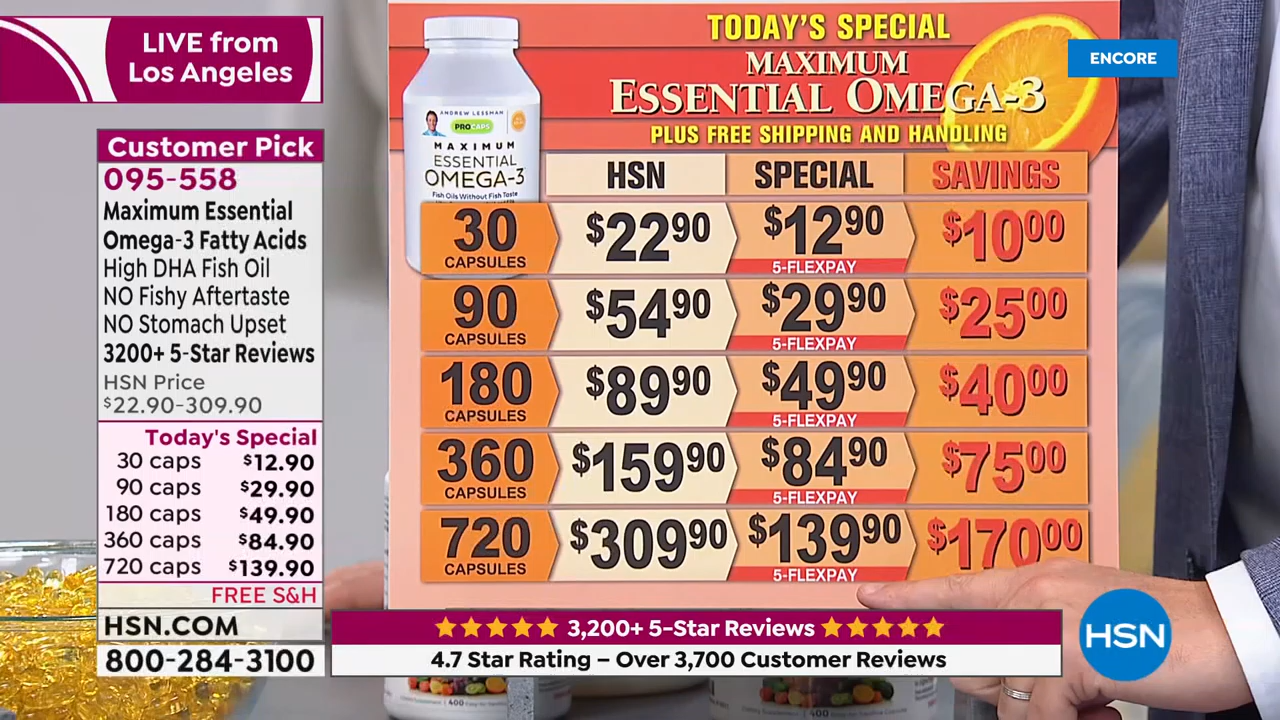 LIVE from
Los Angeles
Customer Pick
095-558
Maximum Essential
Omega-3 Fatty Acids
High DHA Fish Oil
NO Fishy Aftertaste
NO Stomach Upset
3200+ 5-Star Reviews
HSN Price
$22.90-309.90
Today's Special
30 caps $12.90
90 caps $29.90
180 caps $49.90
360 caps $84.90
720 caps $139.90
FREE S&H
HSN.COM
800-284-3100
TODAY'S SPECIAL
MAXIMUM
ESSENTIAL OMEGA-3
PLUS FREE SHIPPING AND HANDLING
ENCORE
ANDREW LESSMAN
PROCAPS
MAXIMUM
ESSENTIAL
OMEGA-3
Fish Oils Without Fish Taste
HSN SPECIAL SAVINGS
30 CAPSULES $22.90 $12.90 5-FLEXPAY $10.00
90 CAPSULES $54.90 $29.90 5-FLEXPAY $25.00
180 CAPSULES $89.90 $49.90 5-FLEXPAY $40.00
360 CAPSULES $159.90 $84.90 5-FLEXPAY $75.00
720 CAPSULES $309.90 $139.90 5-FLEXPAY $170.00
3,200+ 5-Star Reviews
4.7 Star Rating – Over 3,700 Customer Reviews
HSN